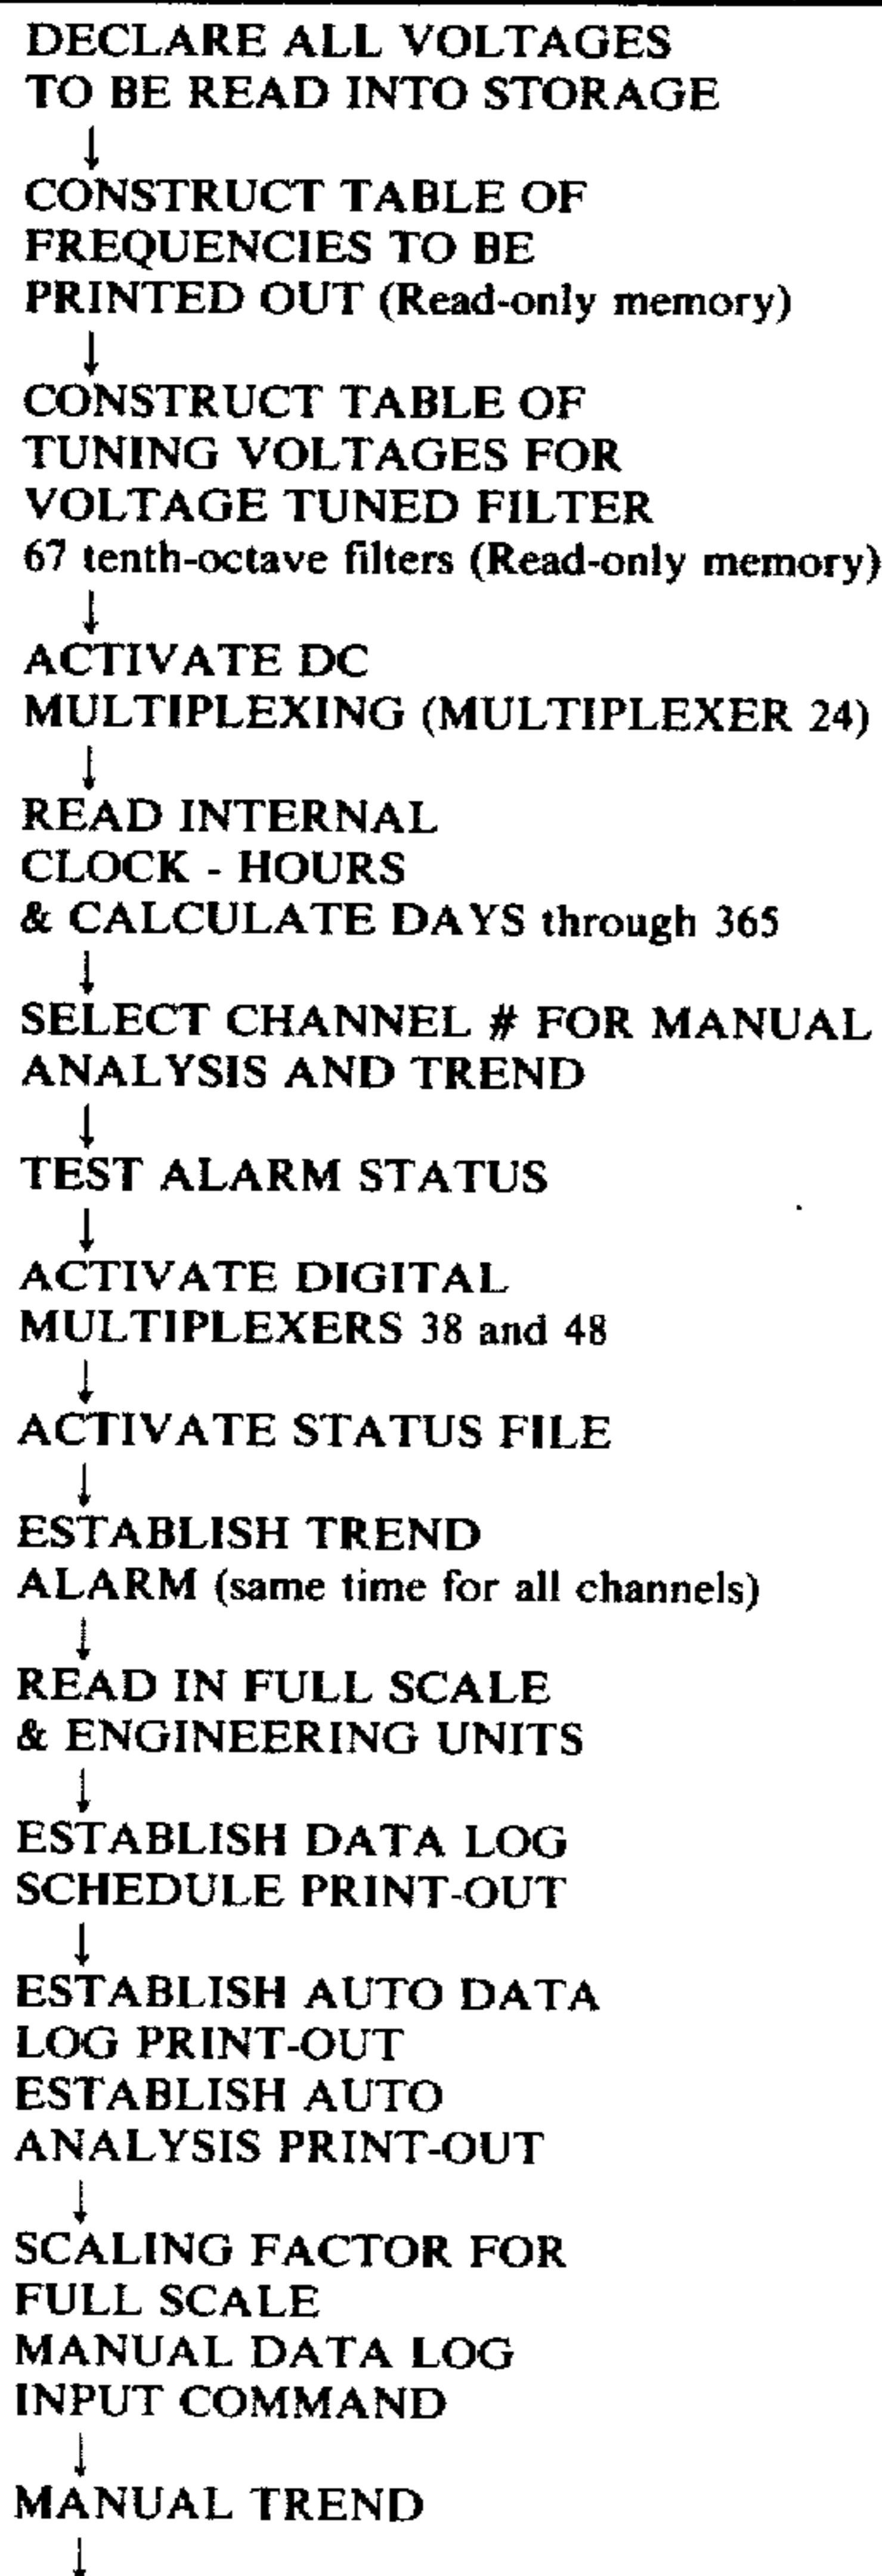 DECLARE ALL VOLTAGES
TO BE READ INTO STORAGE
↓
CONSTRUCT TABLE OF
FREQUENCIES TO BE
PRINTED OUT (Read-only memory)
↓
CONSTRUCT TABLE OF
TUNING VOLTAGES FOR
VOLTAGE TUNED FILTER
67 tenth-octave filters (Read-only memory)
↓
ACTIVATE DC
MULTIPLEXING (MULTIPLEXER 24)
↓
READ INTERNAL
CLOCK - HOURS
& CALCULATE DAYS through 365
↓
SELECT CHANNEL # FOR MANUAL
ANALYSIS AND TREND
↓
TEST ALARM STATUS
↓
ACTIVATE DIGITAL
MULTIPLEXERS 38 and 48
↓
ACTIVATE STATUS FILE
↓
ESTABLISH TREND
ALARM (same time for all channels)
↓
READ IN FULL SCALE
& ENGINEERING UNITS
↓
ESTABLISH DATA LOG
SCHEDULE PRINT-OUT
↓
ESTABLISH AUTO DATA
LOG PRINT-OUT
ESTABLISH AUTO
ANALYSIS PRINT-OUT
↓
SCALING FACTOR FOR
FULL SCALE
MANUAL DATA LOG
INPUT COMMAND
↓
MANUAL TREND
↓